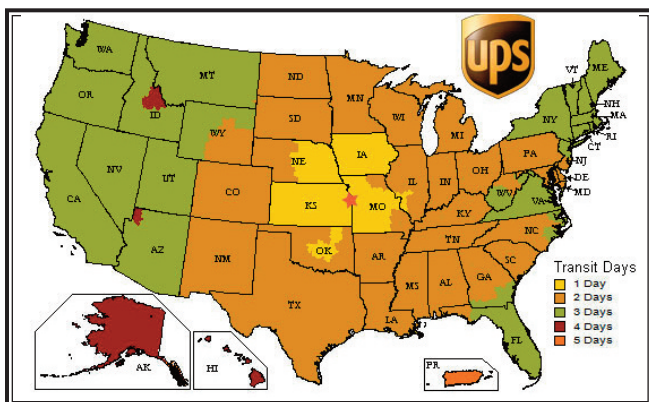 ups
WA
MT
ND
MN
VT
ME
OR
ID
WY
SD
WI
MI
NY
NH
MA
RI
CT
NV
UT
CO
NE
IA
IL
IN
OH
PA
NJ
DE
MD
CA
KS
MO
KY
WV
VA
AZ
NM
OK
AR
TN
NC
SC
TX
LA
MS
AL
GA
FL
AK
HI
PR
Transit Days
1 Day
2 Days
3 Days
4 Days
5 Days